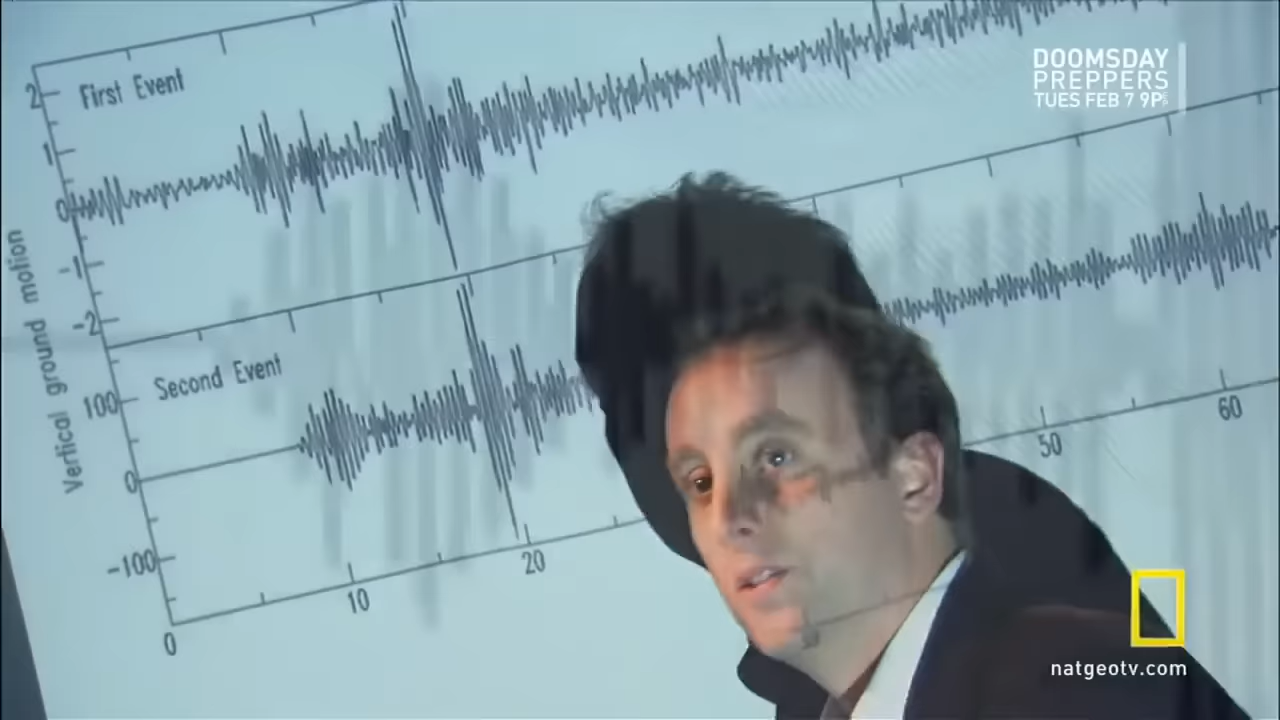 DOOMSDAY
PREPPERS
TUES FEB 7 9P
First Event
2
1
0
-1
-2
Vertical ground motion
Second Event
100
0
-100
0
10
20
50
60
natgeotv.com